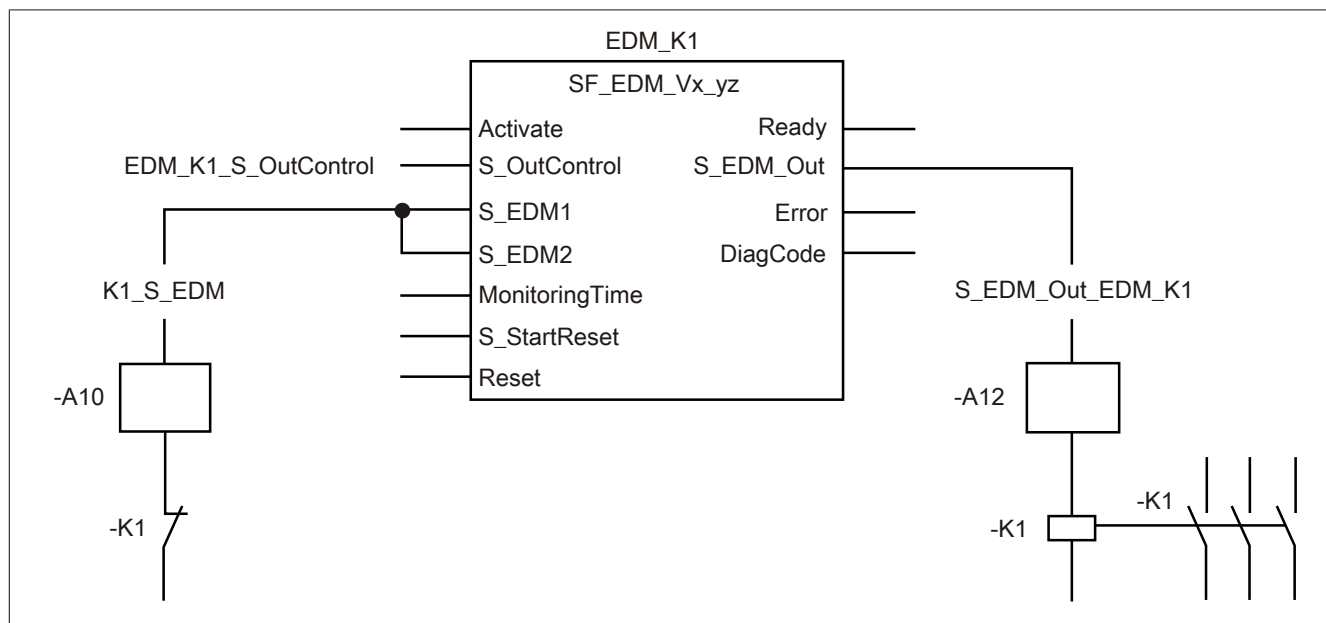 EDM_K1
SF_EDM_Vx_yz
Activate
Ready
EDM_K1_S_OutControl
S_OutControl
S_EDM_Out
S_EDM1
Error
S_EDM2
DiagCode
K1_S_EDM
MonitoringTime
S_EDM_Out_EDM_K1
S_StartReset
Reset
-A10
-A12
-K1
-K1
-K1